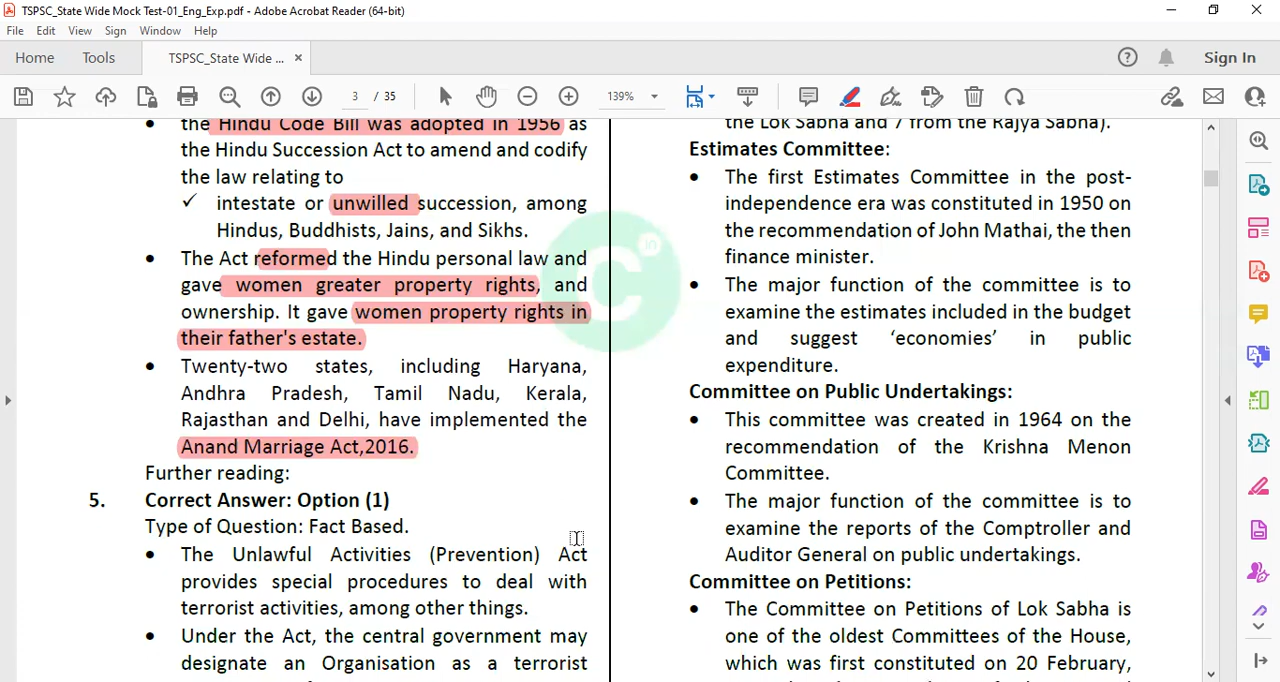 TSPSC_State Wide Mock Test-01_Eng_Exp.pdf - Adobe Acrobat Reader (64-bit)
File Edit View Sign Window Help
Home Tools TSPSC_State Wide ... × Sign In
3 / 35 139%
the Hindu Code Bill was adopted in 1956 as
the Hindu Succession Act to amend and codify
the law relating to
✓ intestate or unwilled succession, among
Hindus, Buddhists, Jains, and Sikhs.
• The Act reformed the Hindu personal law and
gave women greater property rights, and
ownership. It gave women property rights in
their father's estate.
• Twenty-two states, including Haryana,
Andhra Pradesh, Tamil Nadu, Kerala,
Rajasthan and Delhi, have implemented the
Anand Marriage Act,2016.
Further reading:
5. Correct Answer: Option (1)
Type of Question: Fact Based.
• The Unlawful Activities (Prevention) Act
provides special procedures to deal with
terrorist activities, among other things.
• Under the Act, the central government may
designate an Organisation as a terrorist
the Lok Sabha and 7 from the Rajya Sabha).
Estimates Committee:
• The first Estimates Committee in the post-
independence era was constituted in 1950 on
the recommendation of John Mathai, the then
finance minister.
• The major function of the committee is to
examine the estimates included in the budget
and suggest ‘economies’ in public
expenditure.
Committee on Public Undertakings:
• This committee was created in 1964 on the
recommendation of the Krishna Menon
Committee.
• The major function of the committee is to
examine the reports of the Comptroller and
Auditor General on public undertakings.
Committee on Petitions:
• The Committee on Petitions of Lok Sabha is
one of the oldest Committees of the House,
which was first constituted on 20 February,
C in